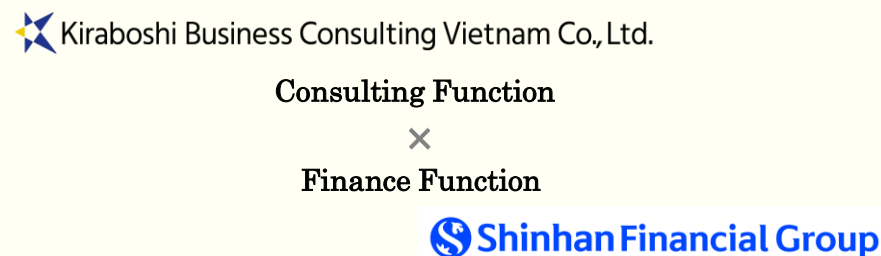 Kiraboshi Business Consulting Vietnam Co., Ltd.
Consulting Function
×
Finance Function
Shinhan Financial Group